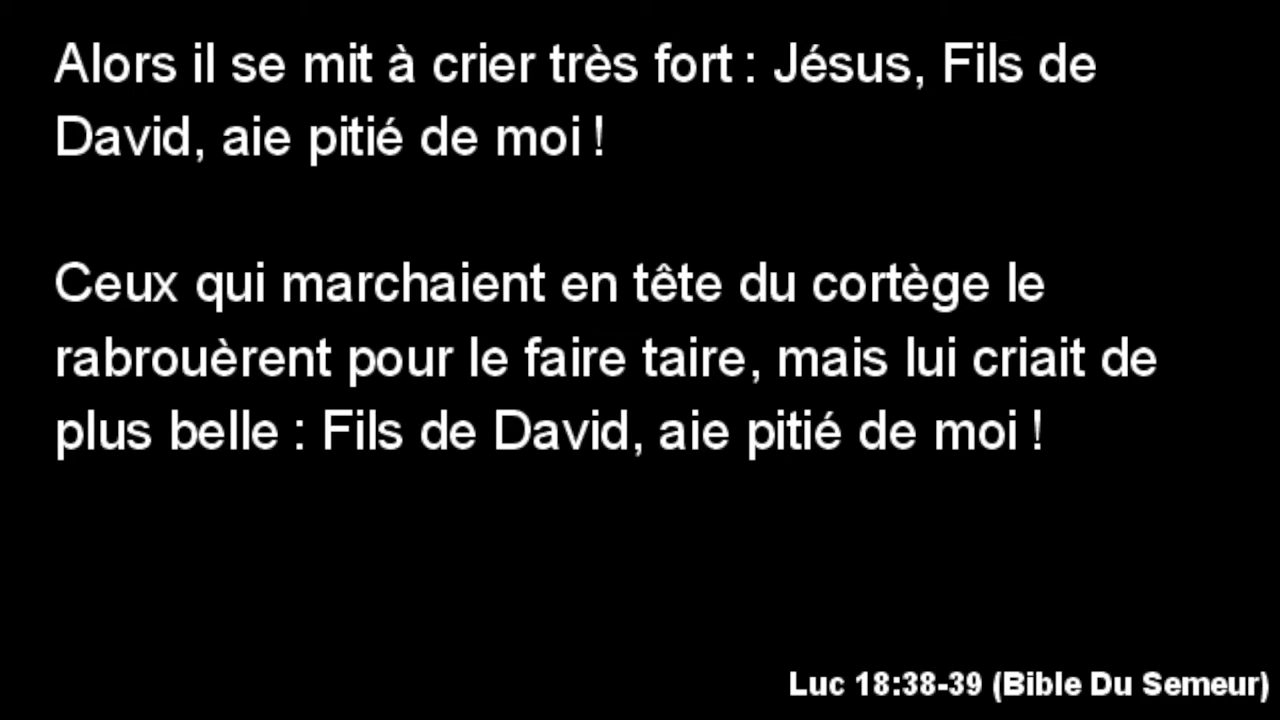 Alors il se mit à crier très fort : Jésus, Fils de
David, aie pitié de moi !
Ceux qui marchaient en tête du cortège le
rabrouèrent pour le faire taire, mais lui criait de
plus belle : Fils de David, aie pitié de moi !
Luc 18:38-39 (Bible Du Semeur)